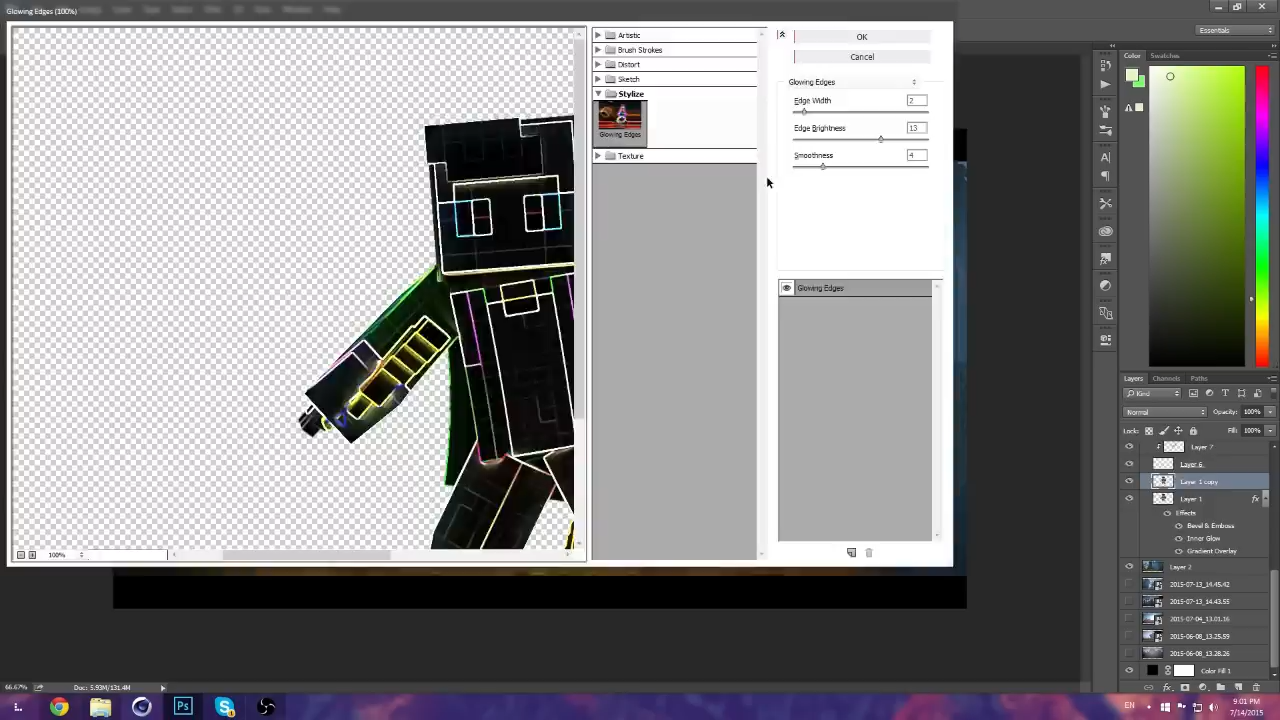 Glowing Edges (100%)
Essentials
Artistic
Brush Strokes
Distort
Sketch
Stylize
Glowing Edges
Texture
OK
Cancel
Glowing Edges
Edge Width 2
Edge Brightness 13
Smoothness 4
Glowing Edges
100%
Color Swatches
Layers Channels Paths
Kind
Normal Opacity: 100%
Lock: Fill: 100%
Layer 7
Layer 6
Layer 1 copy
Layer 1 fx
Effects
Bevel & Emboss
Inner Glow
Gradient Overlay
Layer 2
2015-07-13_14.45.42
2015-07-13_14.43.55
2015-07-04_13.01.16
2015-06-08_13.25.59
2015-06-08_13.28.26
Color Fill 1
66.67% Doc: 5.93M/131.4M
Ps
EN
9:01 PM
7/14/2015